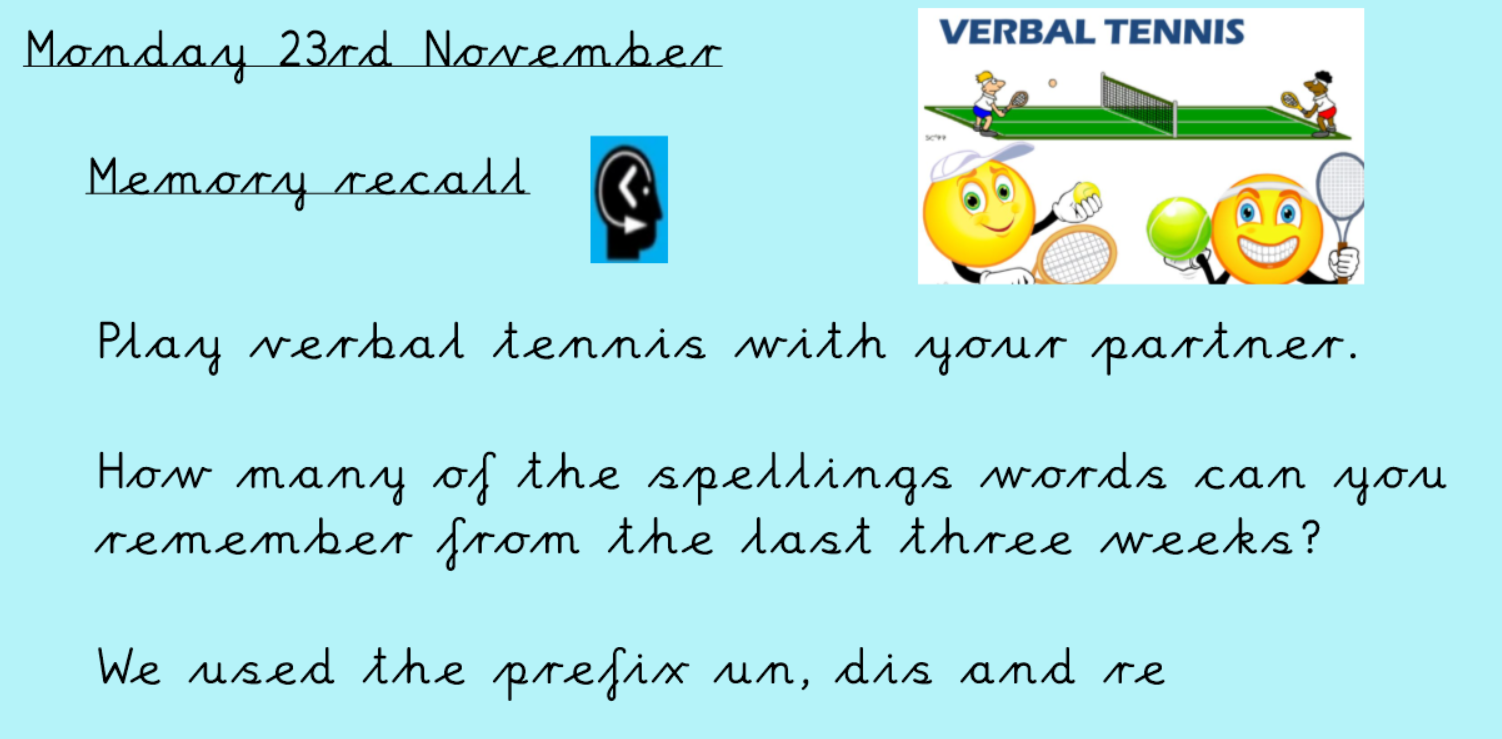 Monday 23rd November
VERBAL TENNIS
Memory recall
Play verbal tennis with your partner.
How many of the spellings words can you
remember from the last three weeks?
We used the prefix un, dis and re